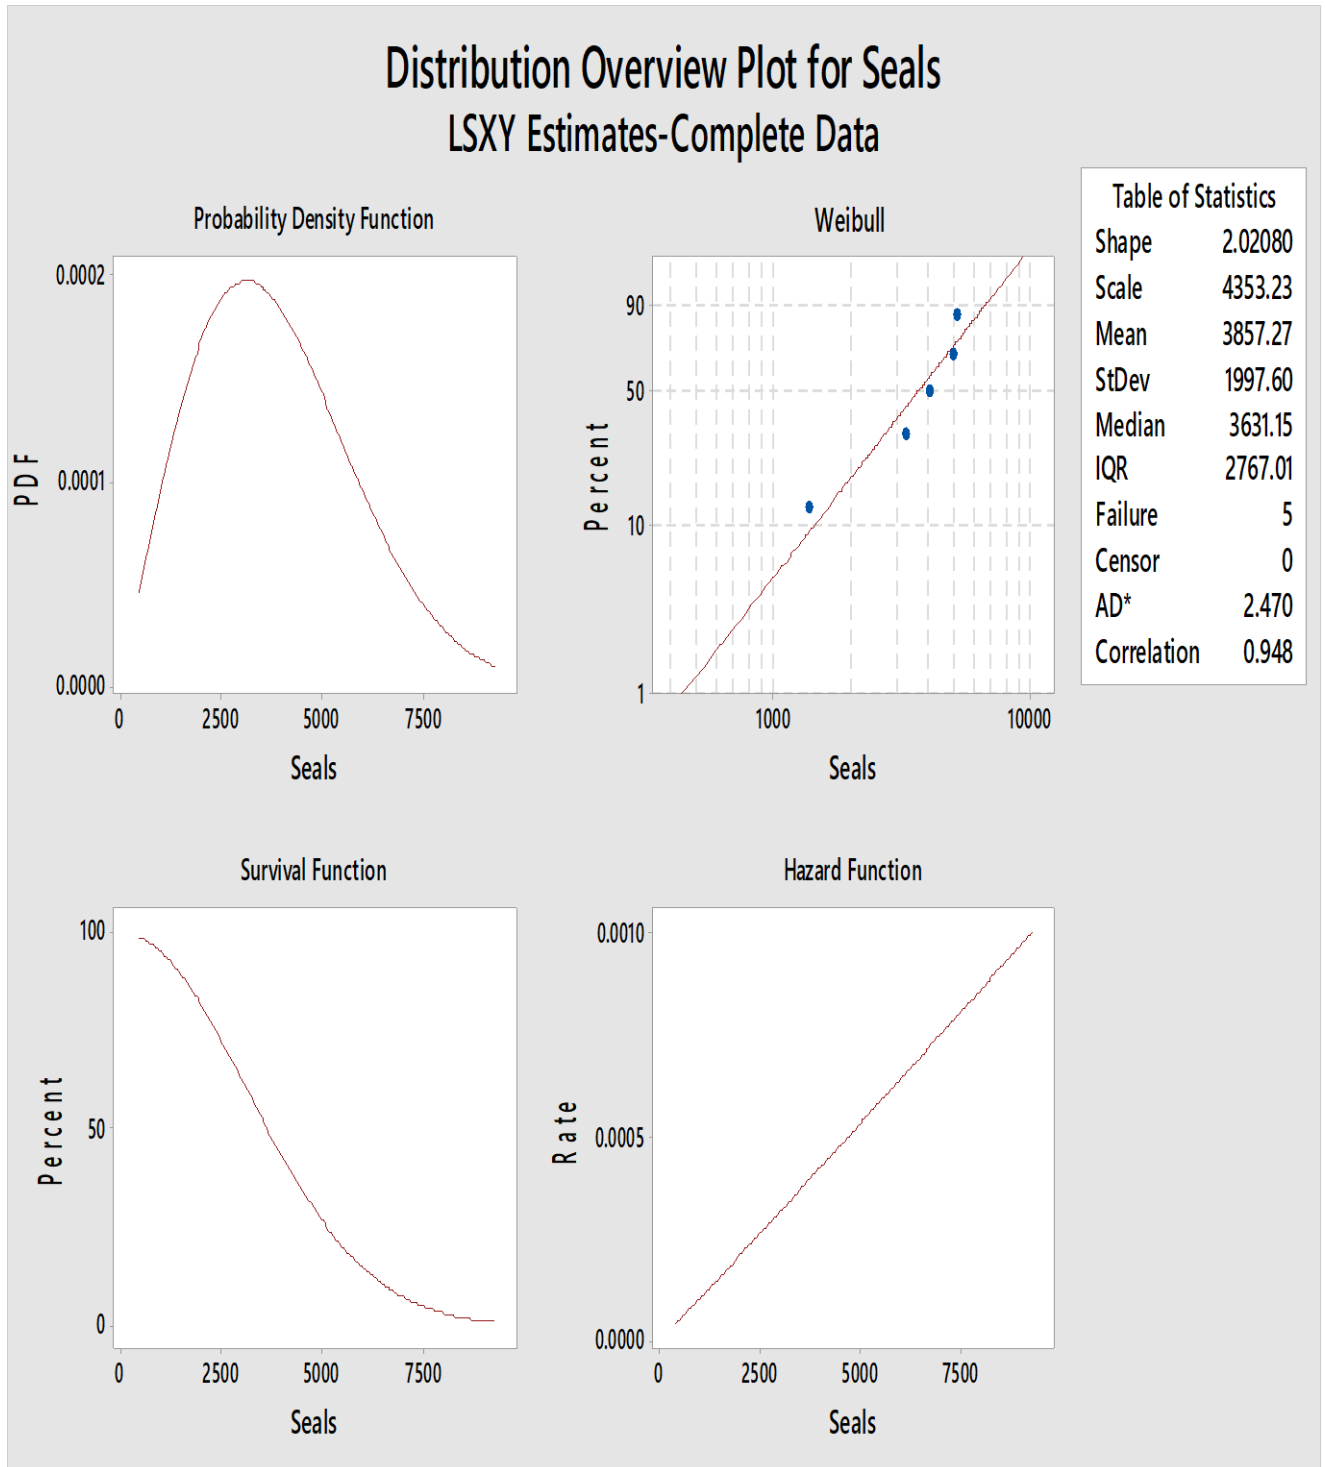 Distribution Overview Plot for Seals
LSXY Estimates-Complete Data
Probability Density Function
0.0002
0.0001
0.0000
PDF
0 2500 5000 7500
Seals
Weibull
90
50
10
1
Percent
1000 10000
Seals
Table of Statistics
Shape 2.02080
Scale 4353.23
Mean 3857.27
StDev 1997.60
Median 3631.15
IQR 2767.01
Failure 5
Censor 0
AD* 2.470
Correlation 0.948
Survival Function
100
50
0
Percent
0 2500 5000 7500
Seals
Hazard Function
0.0010
0.0005
0.0000
Rate
0 2500 5000 7500
Seals